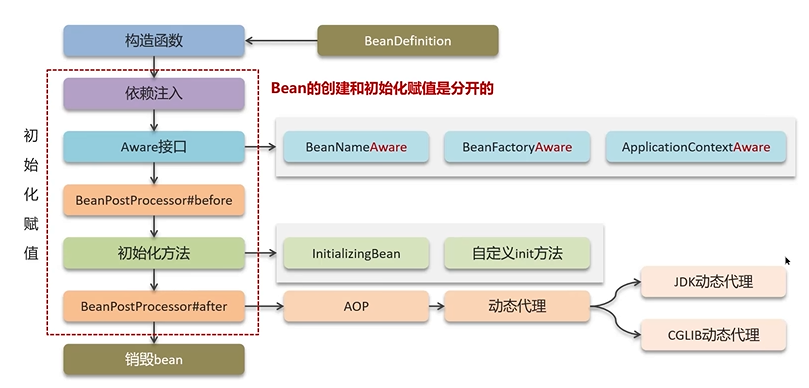 构造函数
BeanDefinition
依赖注入
Bean的创建和初始化赋值是分开的
初始化赋值
Aware接口
BeanNameAware
BeanFactoryAware
ApplicationContextAware
BeanPostProcessor#before
初始化方法
InitializingBean
自定义init方法
BeanPostProcessor#after
AOP
动态代理
JDK动态代理
CGLIB动态代理
销毁bean